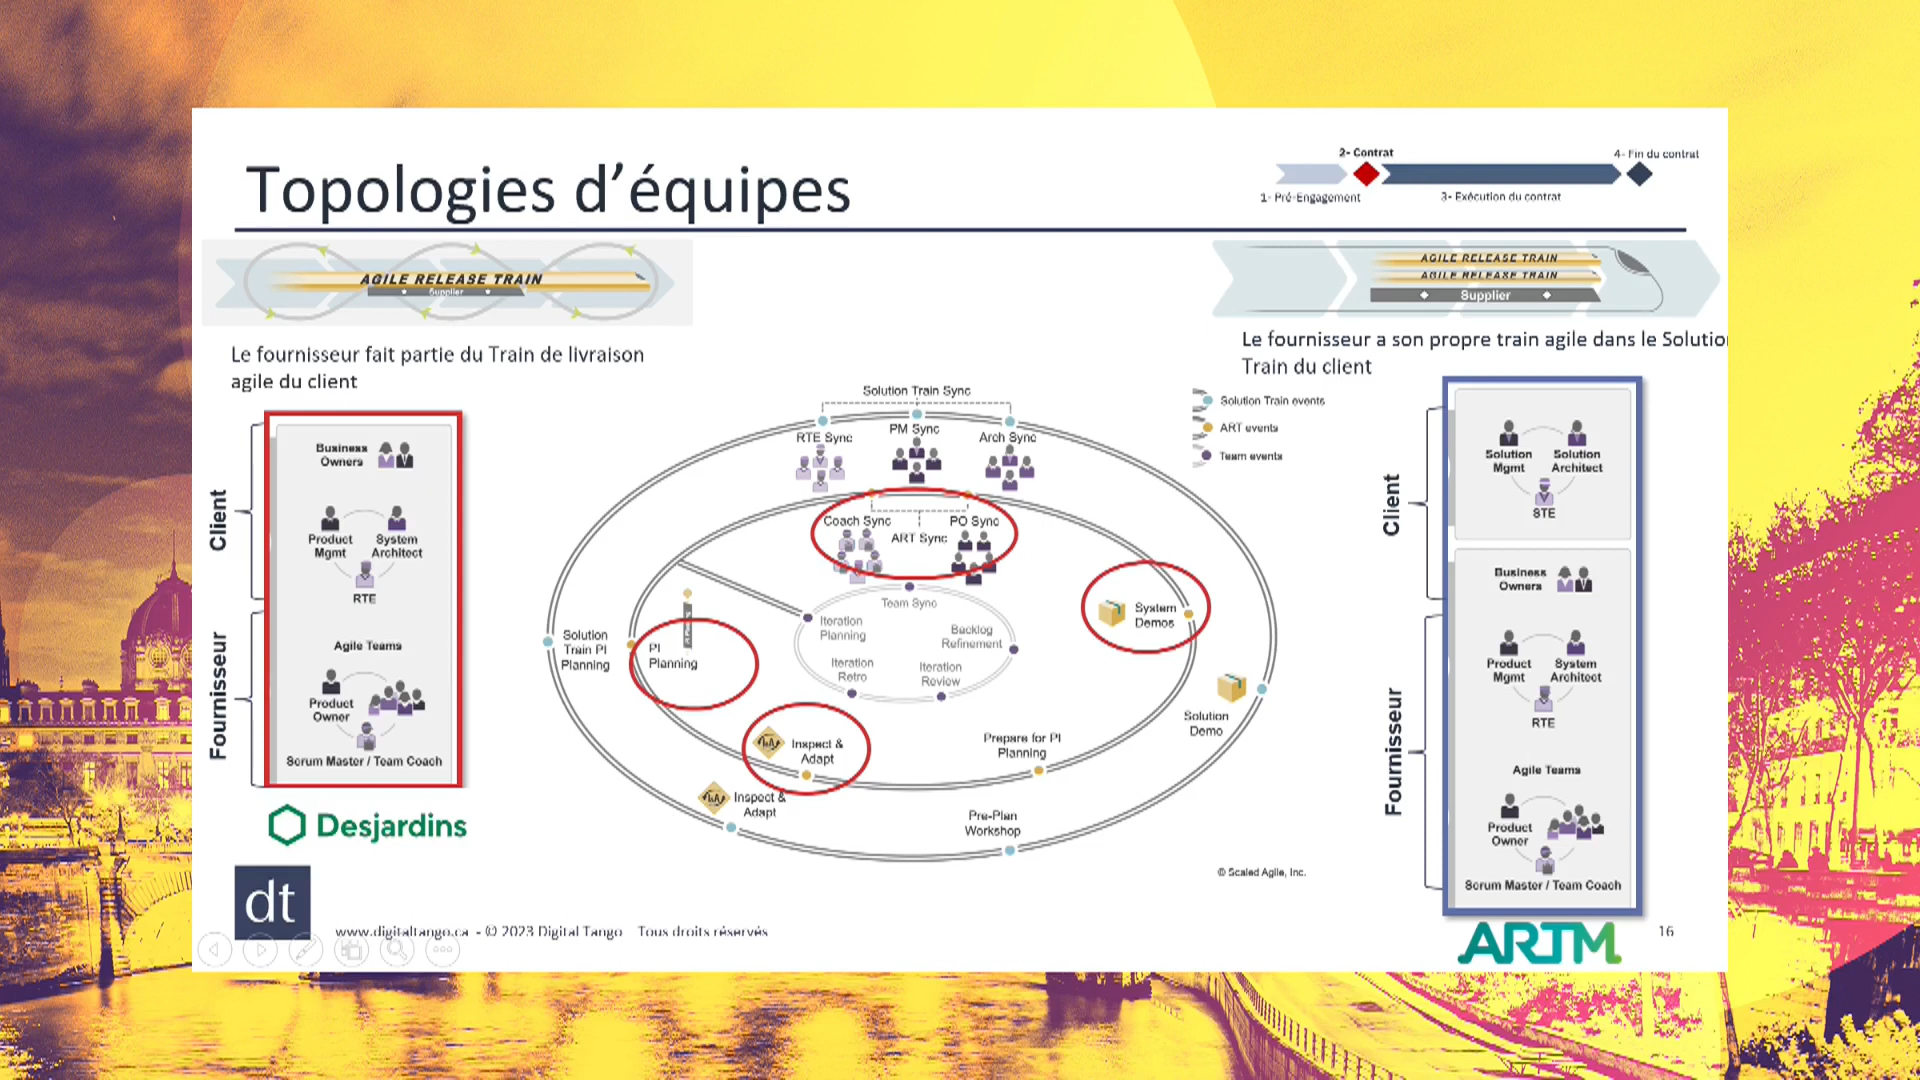 Topologies d'équipes
2- Contrat
4- Fin du contrat
1- Pré-Engagement
3- Exécution du contrat
AGILE RELEASE TRAIN
Supplier
AGILE RELEASE TRAIN
AGILE RELEASE TRAIN
Supplier
Le fournisseur fait partie du Train de livraison
agile du client
Le fournisseur a son propre train agile dans le Solutio
Train du client
Client
Fournisseur
Business
Owners
Product
Mgmt
System
Architect
RTE
Agile Teams
Product
Owner
Scrum Master / Team Coach
Desjardins
Solution Train Sync
RTE Sync
PM Sync
Arch Sync
Coach Sync
PO Sync
ART Sync
Team Sync
Iteration
Planning
Backlog
Refinement
Iteration
Retro
Iteration
Review
Solution
Train PI
Planning
PI
Planning
System
Demos
Solution
Demo
Inspect &
Adapt
Inspect &
Adapt
Prepare for PI
Planning
Pre-Plan
Workshop
Solution Train events
ART events
Team events
© Scaled Agile, Inc.
Client
Fournisseur
Solution
Mgmt
Solution
Architect
STE
Business
Owners
Product
Mgmt
System
Architect
RTE
Agile Teams
Product
Owner
Scrum Master / Team Coach
ARTM
dt
www.digitaltango.ca - © 2023 Digital Tango Tous droits réservés
16